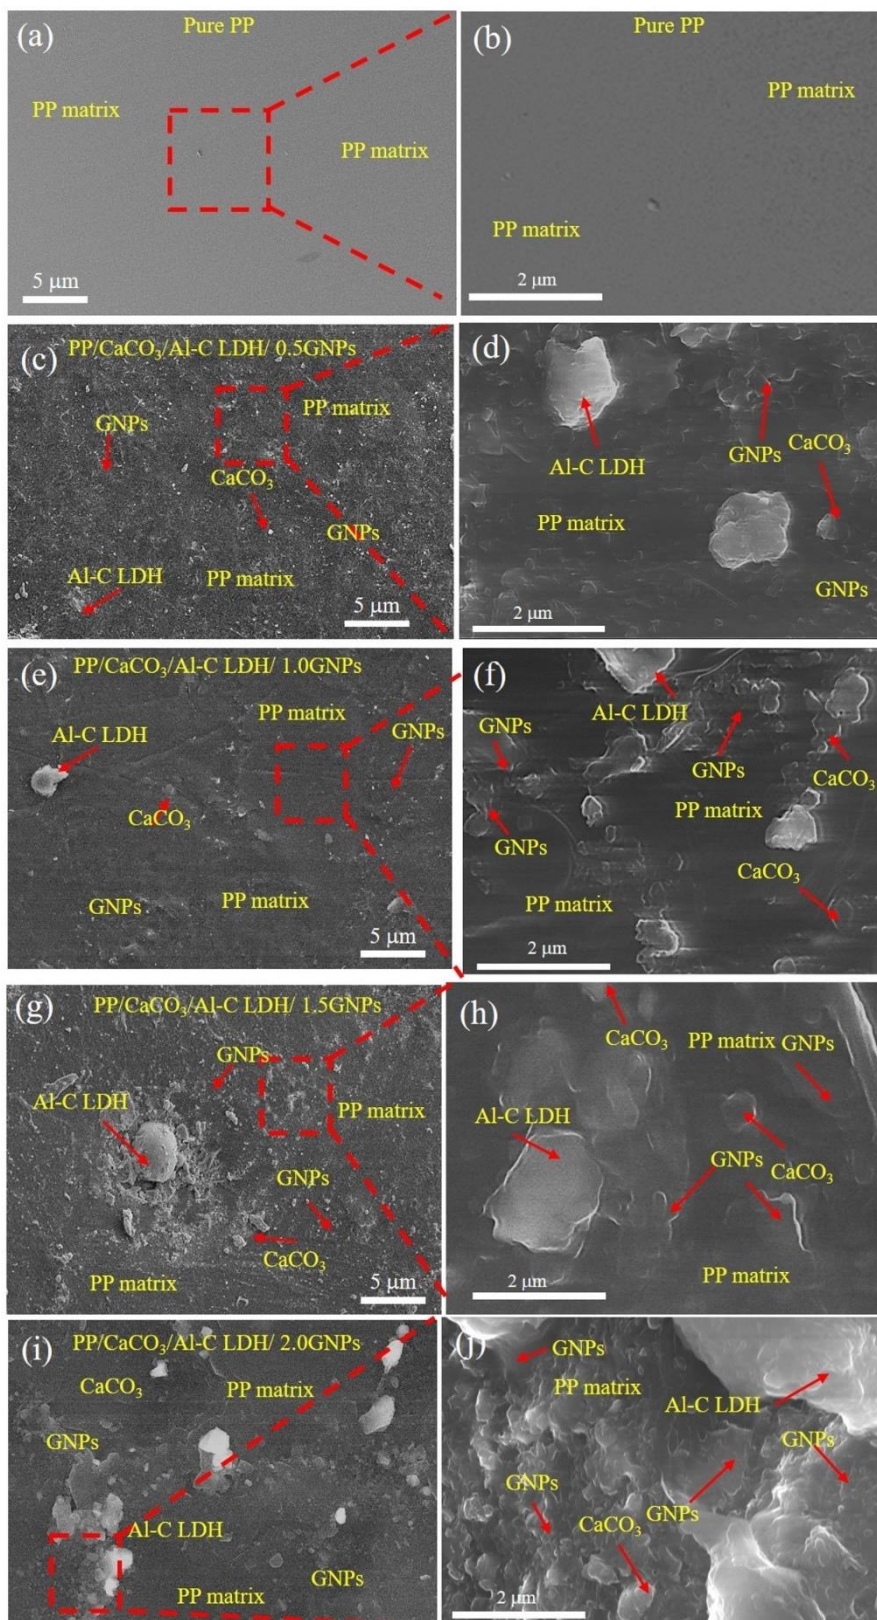 (a)
Pure PP
PP matrix
PP matrix
5 μm
(b)
Pure PP
PP matrix
PP matrix
2 μm
(c)
PP/CaCO₃/Al-C LDH/ 0.5GNPs
GNPs
PP matrix
CaCO₃
GNPs
Al-C LDH
PP matrix
5 μm
(d)
Al-C LDH
GNPs
CaCO₃
PP matrix
GNPs
2 μm
(e)
PP/CaCO₃/Al-C LDH/ 1.0GNPs
PP matrix
Al-C LDH
GNPs
CaCO₃
GNPs
PP matrix
5 μm
(f)
GNPs
Al-C LDH
GNPs
CaCO₃
PP matrix
GNPs
CaCO₃
PP matrix
2 μm
(g)
PP/CaCO₃/Al-C LDH/ 1.5GNPs
GNPs
Al-C LDH
PP matrix
GNPs
CaCO₃
PP matrix
5 μm
(h)
CaCO₃
PP matrix
GNPs
Al-C LDH
GNPs
CaCO₃
PP matrix
2 μm
(i)
PP/CaCO₃/Al-C LDH/ 2.0GNPs
CaCO₃
PP matrix
GNPs
Al-C LDH
PP matrix
GNPs
(j)
GNPs
PP matrix
Al-C LDH
GNPs
GNPs
GNPs
CaCO₃
2 μm